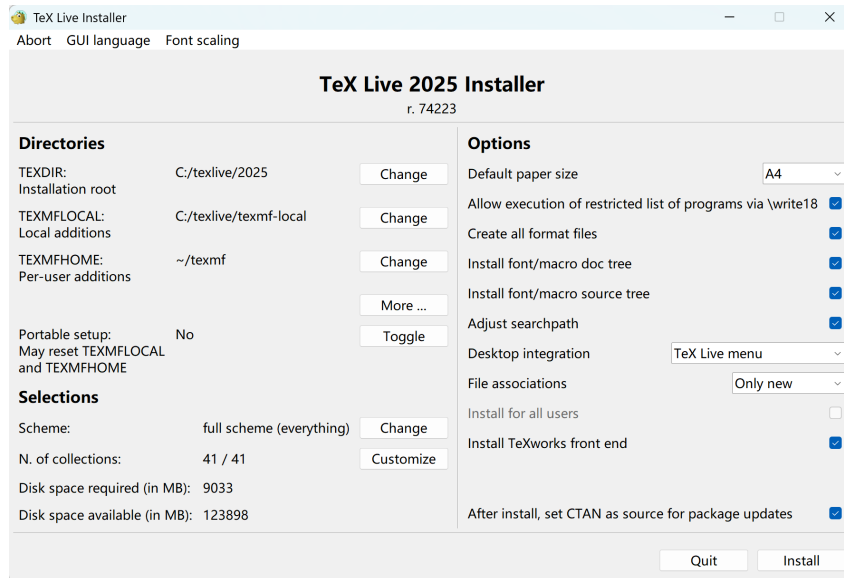 TeX Live Installer
Abort GUI language Font scaling
TeX Live 2025 Installer
r. 74223
Directories
TEXDIR: C:/texlive/2025 Change
Installation root
TEXMFLOCAL: C:/texlive/texmf-local Change
Local additions
TEXMFHOME: ~/texmf Change
Per-user additions
More ...
Portable setup: No Toggle
May reset TEXMFLOCAL
and TEXMFHOME
Selections
Scheme: full scheme (everything) Change
N. of collections: 41 / 41 Customize
Disk space required (in MB): 9033
Disk space available (in MB): 123898
Options
Default paper size A4
Allow execution of restricted list of programs via \write18
Create all format files
Install font/macro doc tree
Install font/macro source tree
Adjust searchpath
Desktop integration TeX Live menu
File associations Only new
Install for all users
Install TeXworks front end
After install, set CTAN as source for package updates
Quit Install